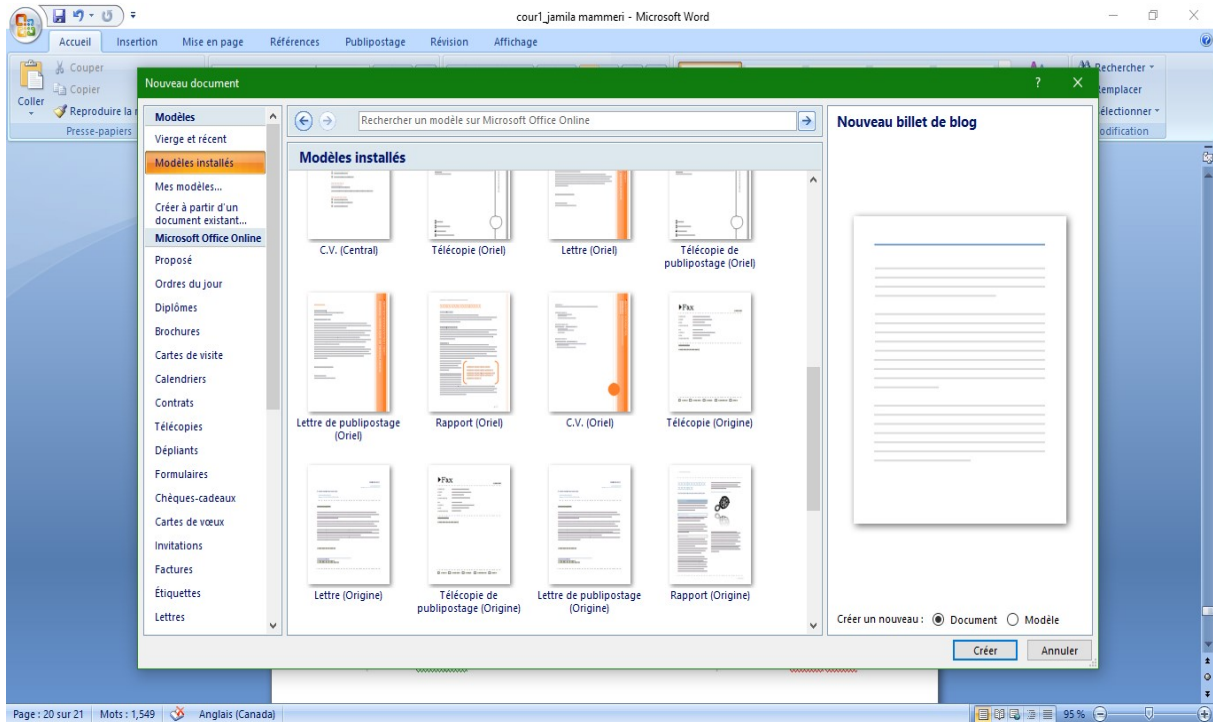 cour1_jamila mammeri - Microsoft Word
Accueil Insertion Mise en page Références Publipostage Révision Affichage
Couper
Copier
Coller
Reproduire la
Presse-papiers
Rechercher
Remplacer
électionner
odification
Nouveau document
Modèles
Vierge et récent
Modèles installés
Mes modèles...
Créer à partir d'un
document existant...
Microsoft Office Online
Proposé
Ordres du jour
Diplômes
Brochures
Cartes de visite
Calendriers
Contrats
Télécopies
Dépliants
Formulaires
Chèques-cadeaux
Cartes de vœux
Invitations
Factures
Étiquettes
Lettres
Rechercher un modèle sur Microsoft Office Online
Modèles installés
C.V. (Central)
Télécopie (Oriel)
Lettre (Oriel)
Télécopie de
publipostage (Oriel)
Fax
Lettre de publipostage
(Oriel)
Rapport (Oriel)
C.V. (Oriel)
Télécopie (Origine)
Fax
Lettre (Origine)
Télécopie de
publipostage (Origine)
Lettre de publipostage
(Origine)
Rapport (Origine)
Nouveau billet de blog
Créer un nouveau : Document Modèle
Créer Annuler
Page : 20 sur 21 Mots : 1,549 Anglais (Canada) 95 %